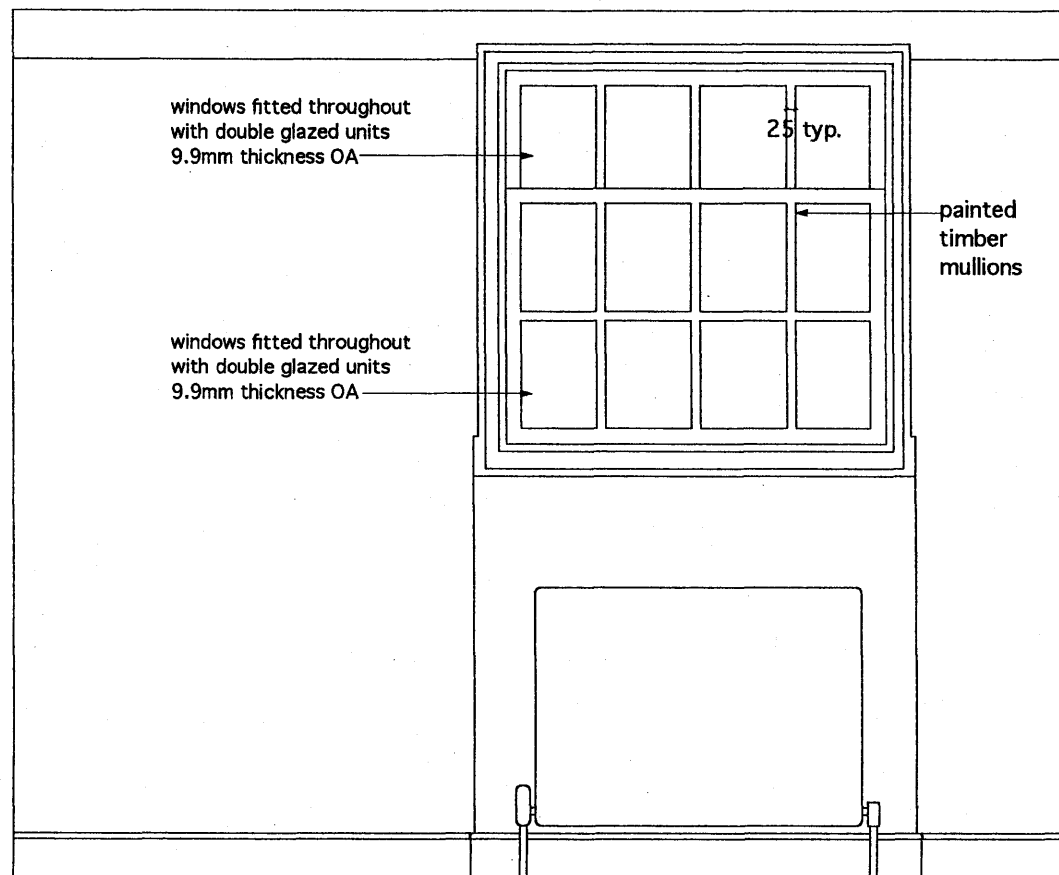 windows fitted throughout
with double glazed units
9.9mm thickness OA
25 typ.
painted
timber
mullions
windows fitted throughout
with double glazed units
9.9mm thickness OA